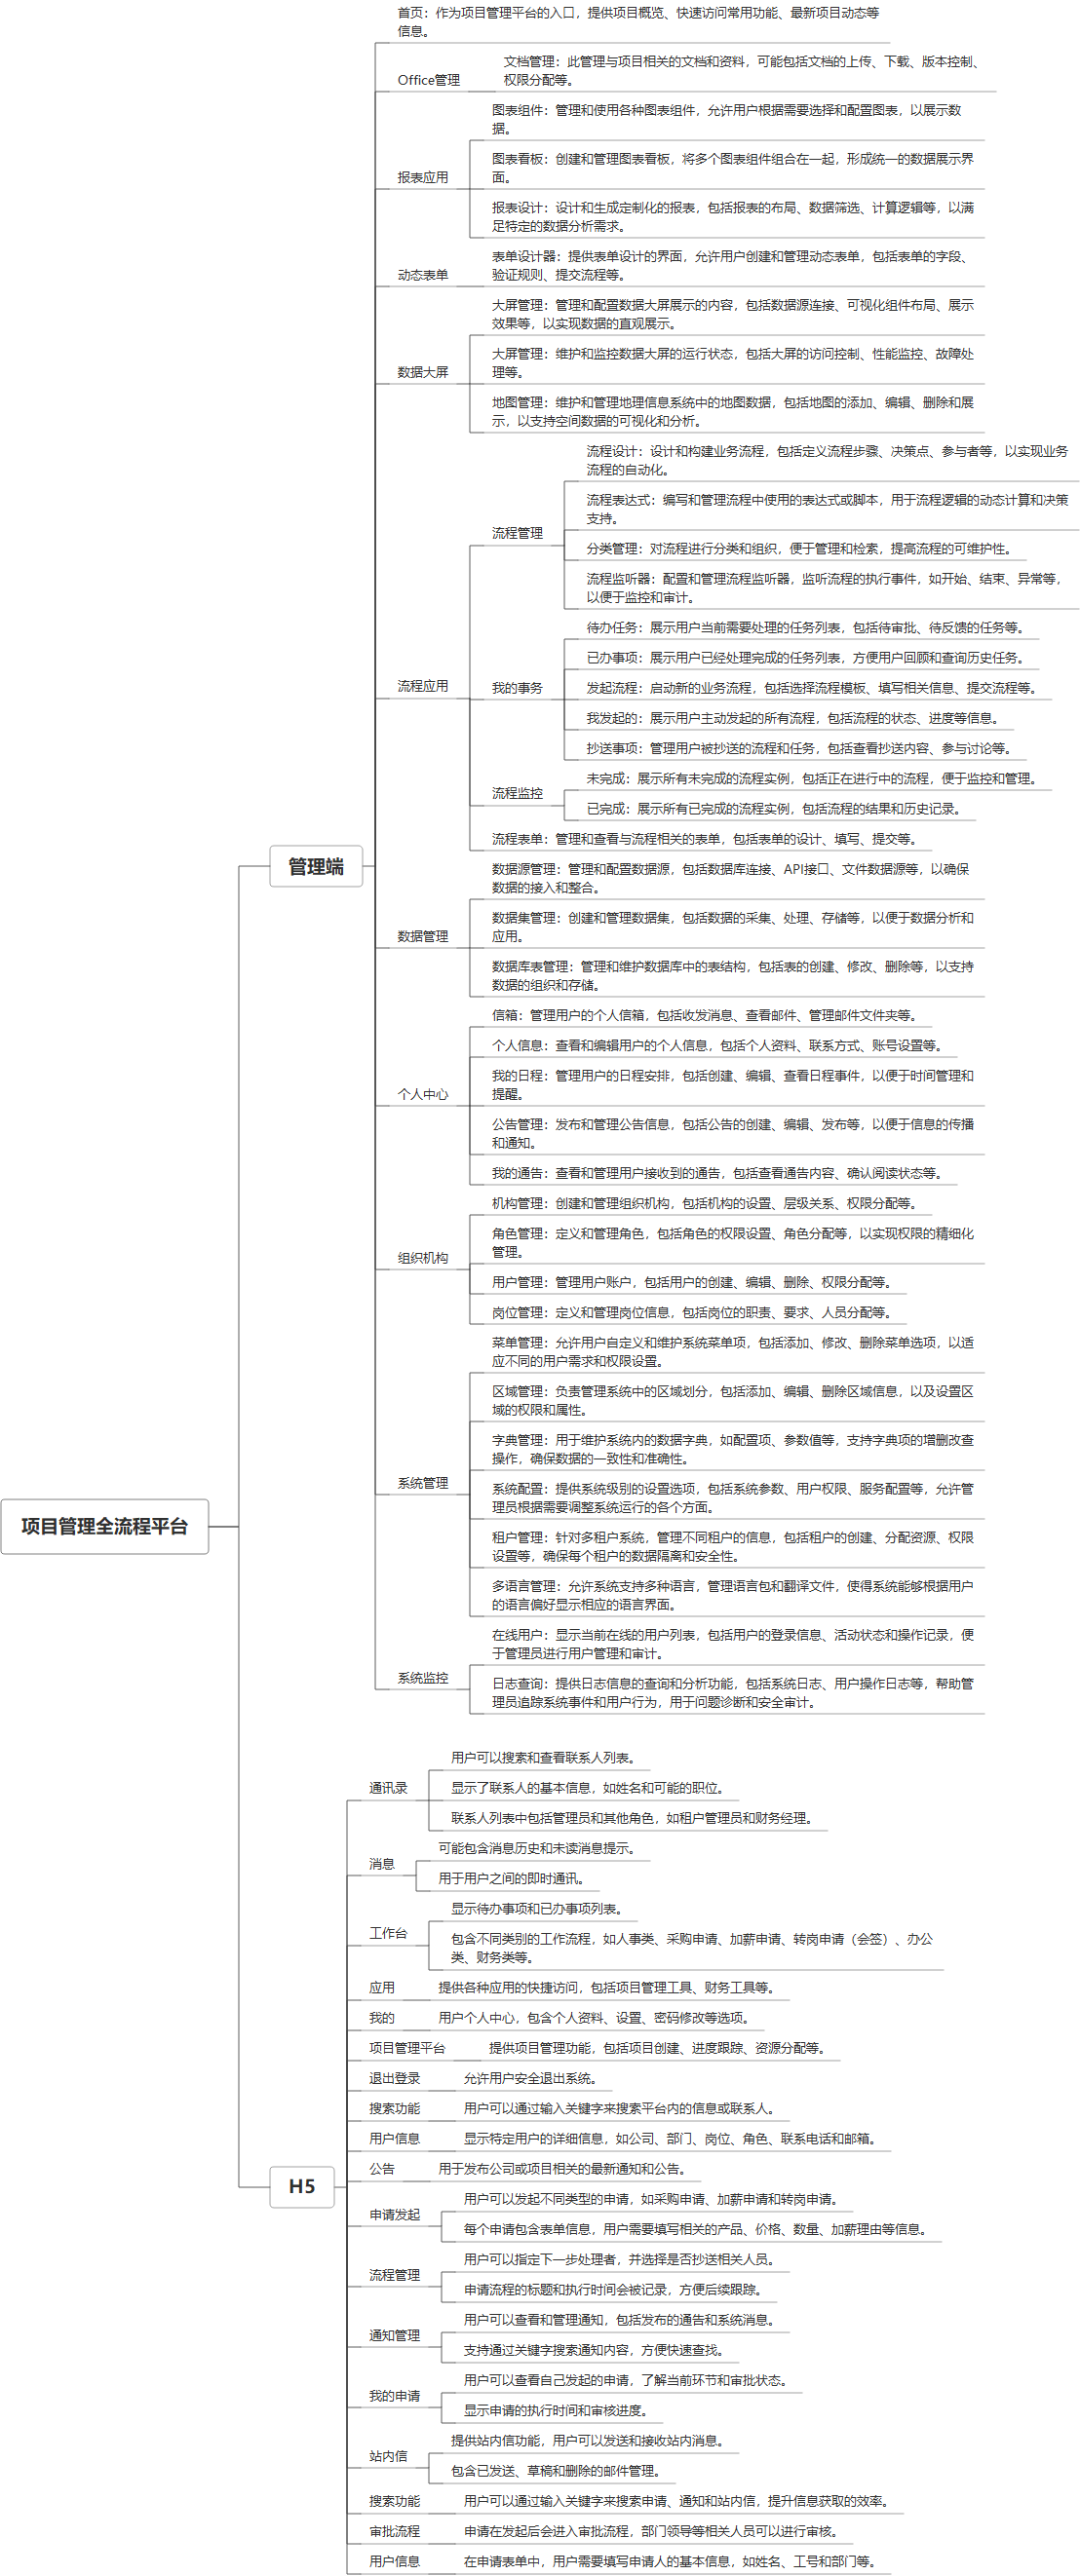 首页：作为项目管理平台的入口，提供项目概览、快速访问常用功能、最新项目动态等
信息。
Office管理
文档管理：此管理与项目相关的文档和资料，可能包括文档的上传、下载、版本控制、
权限分配等。
报表应用
图表组件：管理和使用各种图表组件，允许用户根据需要选择和配置图表，以展示数
据。
图表看板：创建和管理图表看板，将多个图表组件组合在一起，形成统一的数据展示界
面。
报表设计：设计和生成定制化的报表，包括报表的布局、数据筛选、计算逻辑等，以满
足特定的数据分析需求。
动态表单
表单设计器：提供表单设计的界面，允许用户创建和管理动态表单，包括表单的字段、
验证规则、提交流程等。
数据大屏
大屏管理：管理和配置数据大屏展示的内容，包括数据源连接、可视化组件布局、展示
效果等，以实现数据的直观展示。
大屏管理：维护和监控数据大屏的运行状态，包括大屏的访问控制、性能监控、故障处
理等。
地图管理：维护和管理地理信息系统中的地图数据，包括地图的添加、编辑、删除和展
示，以支持空间数据的可视化和分析。
流程应用
流程管理
流程设计：设计和构建业务流程，包括定义流程步骤、决策点、参与者等，以实现业务
流程的自动化。
流程表达式：编写和管理流程中使用的表达式或脚本，用于流程逻辑的动态计算和决策
支持。
分类管理：对流程进行分类和组织，便于管理和检索，提高流程的可维护性。
流程监听器：配置和管理流程监听器，监听流程的执行事件，如开始、结束、异常等，
以便于监控和审计。
我的事务
待办任务：展示用户当前需要处理的任务列表，包括待审批、待反馈的任务等。
已办事项：展示用户已经处理完成的任务列表，方便用户回顾和查询历史任务。
发起流程：启动新的业务流程，包括选择流程模板、填写相关信息、提交流程等。
我发起的：展示用户主动发起的所有流程，包括流程的状态、进度等信息。
抄送事项：管理用户被抄送的流程和任务，包括查看抄送内容、参与讨论等。
流程监控
未完成：展示所有未完成的流程实例，包括正在进行中的流程，便于监控和管理。
已完成：展示所有已完成的流程实例，包括流程的结果和历史记录。
流程表单：管理和查看与流程相关的表单，包括表单的设计、填写、提交等。
管理端
数据管理
数据源管理：管理和配置数据源，包括数据库连接、API接口、文件数据源等，以确保
数据的接入和整合。
数据集管理：创建和管理数据集，包括数据的采集、处理、存储等，以便于数据分析和
应用。
数据库表管理：管理和维护数据库中的表结构，包括表的创建、修改、删除等，以支持
数据的组织和存储。
个人中心
信箱：管理用户的个人信箱，包括收发消息、查看邮件、管理邮件文件夹等。
个人信息：查看和编辑用户的个人信息，包括个人资料、联系方式、账号设置等。
我的日程：管理用户的日程安排，包括创建、编辑、查看日程事件，以便于时间管理和
提醒。
公告管理：发布和管理公告信息，包括公告的创建、编辑、发布等，以便于信息的传播
和通知。
我的通告：查看和管理用户接收到的通告，包括查看通告内容、确认阅读状态等。
组织机构
机构管理：创建和管理组织机构，包括机构的设置、层级关系、权限分配等。
角色管理：定义和管理角色，包括角色的权限设置、角色分配等，以实现权限的精细化
管理。
用户管理：管理用户账户，包括用户的创建、编辑、删除、权限分配等。
岗位管理：定义和管理岗位信息，包括岗位的职责、要求、人员分配等。
系统管理
菜单管理：允许用户自定义和维护系统菜单项，包括添加、修改、删除菜单选项，以适
应不同的用户需求和权限设置。
区域管理：负责管理系统中的区域划分，包括添加、编辑、删除区域信息，以及设置区
域的权限和属性。
字典管理：用于维护系统内的数据字典，如配置项、参数值等，支持字典项的增删改查
操作，确保数据的一致性和准确性。
系统配置：提供系统级别的设置选项，包括系统参数、用户权限、服务配置等，允许管
理员根据需要调整系统运行的各个方面。
租户管理：针对多租户系统，管理不同租户的信息，包括租户的创建、分配资源、权限
设置等，确保每个租户的数据隔离和安全性。
多语言管理：允许系统支持多种语言，管理语言包和翻译文件，使得系统能够根据用户
的语言偏好显示相应的语言界面。
项目管理全流程平台
系统监控
在线用户：显示当前在线的用户列表，包括用户的登录信息、活动状态和操作记录，便
于管理员进行用户管理和审计。
日志查询：提供日志信息的查询和分析功能，包括系统日志、用户操作日志等，帮助管
理员追踪系统事件和用户行为，用于问题诊断和安全审计。
通讯录
用户可以搜索和查看联系人列表。
显示了联系人的基本信息，如姓名和可能的职位。
联系人列表中包括管理员和其他角色，如租户管理员和财务经理。
消息
可能包含消息历史和未读消息提示。
用于用户之间的即时通讯。
工作台
显示待办事项和已办事项列表。
包含不同类别的工作流程，如人事类、采购申请、加薪申请、转岗申请（会签）、办公
类、财务类等。
应用
提供各种应用的快捷访问，包括项目管理工具、财务工具等。
我的
用户个人中心，包含个人资料、设置、密码修改等选项。
项目管理平台
提供项目管理功能，包括项目创建、进度跟踪、资源分配等。
退出登录
允许用户安全退出系统。
搜索功能
用户可以通过输入关键字来搜索平台内的信息或联系人。
用户信息
显示特定用户的详细信息，如公司、部门、岗位、角色、联系电话和邮箱。
公告
用于发布公司或项目相关的最新通知和公告。
H5
申请发起
用户可以发起不同类型的申请，如采购申请、加薪申请和转岗申请。
每个申请包含表单信息，用户需要填写相关的产品、价格、数量、加薪理由等信息。
流程管理
用户可以指定下一步处理者，并选择是否抄送相关人员。
申请流程的标题和执行时间会被记录，方便后续跟踪。
通知管理
用户可以查看和管理通知，包括发布的通告和系统消息。
支持通过关键字搜索通知内容，方便快速查找。
我的申请
用户可以查看自己发起的申请，了解当前环节和审批状态。
显示申请的执行时间和审核进度。
站内信
提供站内信功能，用户可以发送和接收站内消息。
包含已发送、草稿和删除的邮件管理。
搜索功能
用户可以通过输入关键字来搜索申请、通知和站内信，提升信息获取的效率。
审批流程
申请在发起后会进入审批流程，部门领导等相关人员可以进行审核。
用户信息
在申请表单中，用户需要填写申请人的基本信息，如姓名、工号和部门等。